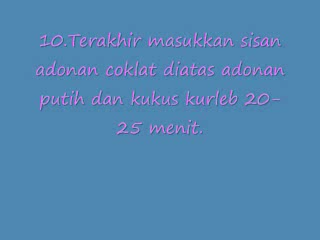 10.Terakhir masukkan sisan
adonan coklat diatas adonan
putih dan kukus kurleb 20-
25 menit.